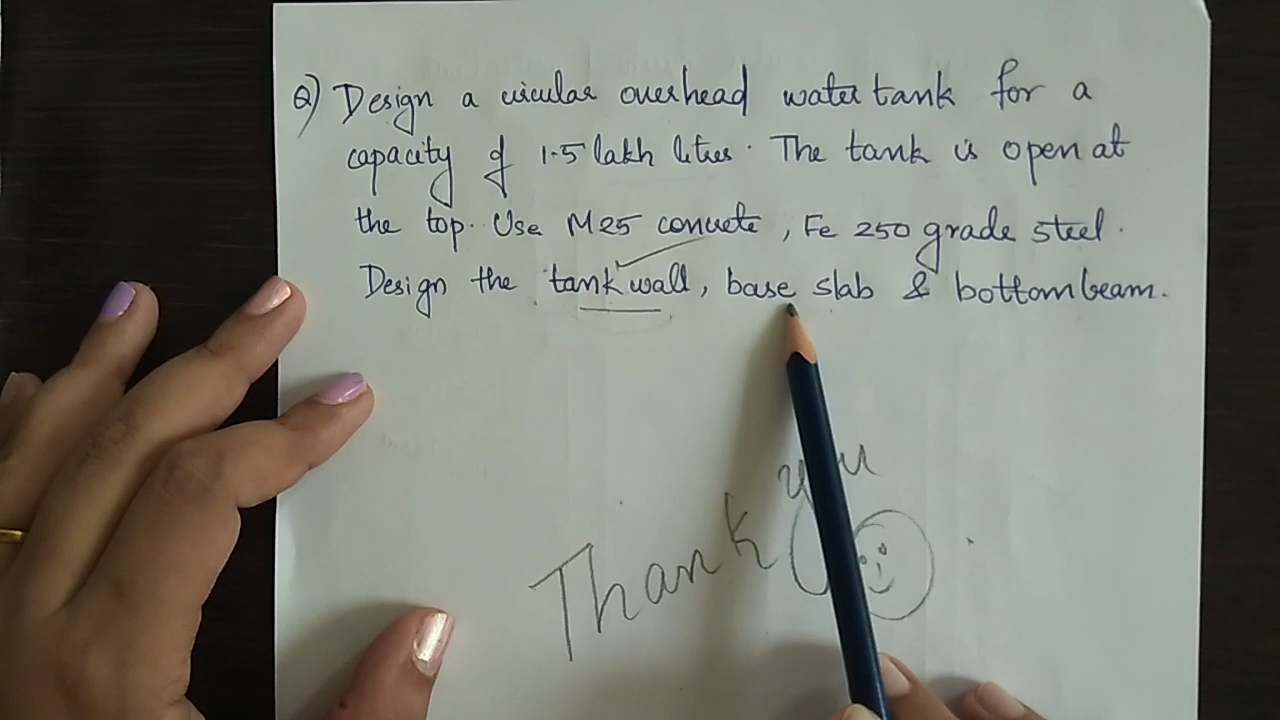 Q) Design a circular overhead water tank for a
capacity of 1.5 lakh litres. The tank is open at
the top. Use M25 concrete, Fe 250 grade steel.
Design the tank wall, base slab & bottom beam.
Thank you